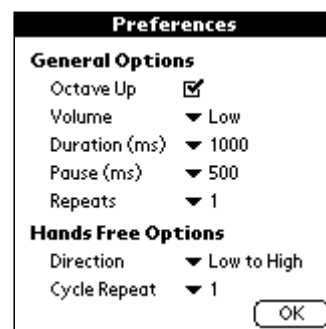 Preferences
General Options
Octave Up
Volume Low
Duration (ms) 1000
Pause (ms) 500
Repeats 1
Hands Free Options
Direction Low to High
Cycle Repeat 1
OK